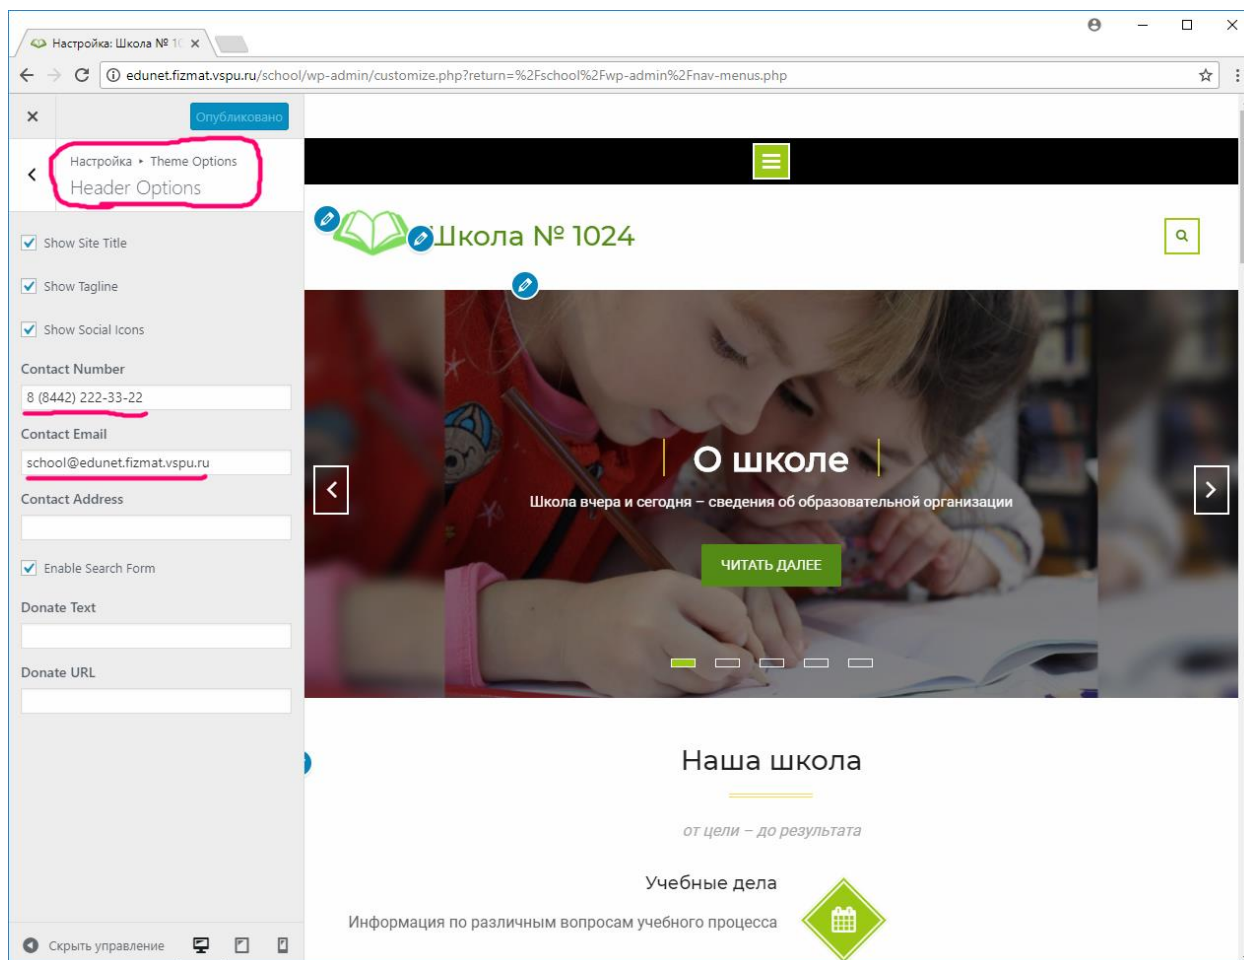 Настройка: Школа № 10
edunet.fizmat.vspu.ru/school/wp-admin/customize.php?return=%2Fschool%2Fwp-admin%2Fnav-menus.php
Опубликовано
Настройка ▸ Theme Options
Header Options
Show Site Title
Show Tagline
Show Social Icons
Contact Number
8 (8442) 222-33-22
Contact Email
school@edunet.fizmat.vspu.ru
Contact Address
Enable Search Form
Donate Text
Donate URL
Скрыть управление
Школа № 1024
О школе
Школа вчера и сегодня – сведения об образовательной организации
ЧИТАТЬ ДАЛЕЕ
Наша школа
от цели – до результата
Учебные дела
Информация по различным вопросам учебного процесса